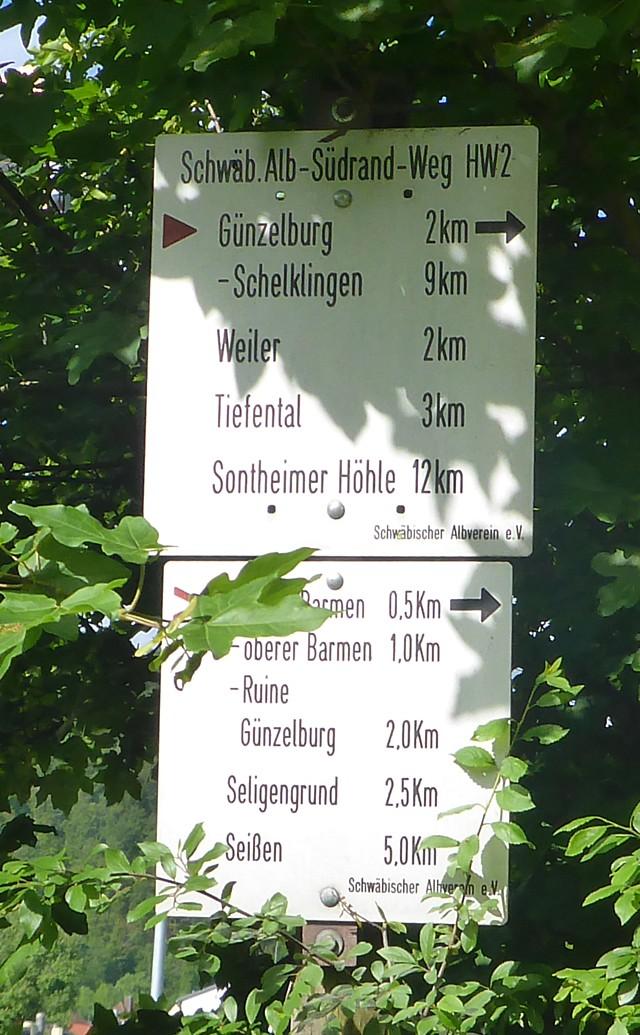 Schwäb.Alb-Südrand-Weg HW2
Günzelburg 2km
-Schelklingen 9km
Weiler 2km
Tiefental 3km
Sontheimer Höhle 12km
Schwäbischer Albverein e.V.
Barmen 0,5Km
-oberer Barmen 1,0Km
-Ruine
Günzelburg 2,0Km
Seligengrund 2,5Km
Seißen 5,0Km
Schwäbischer Albverein e.V.